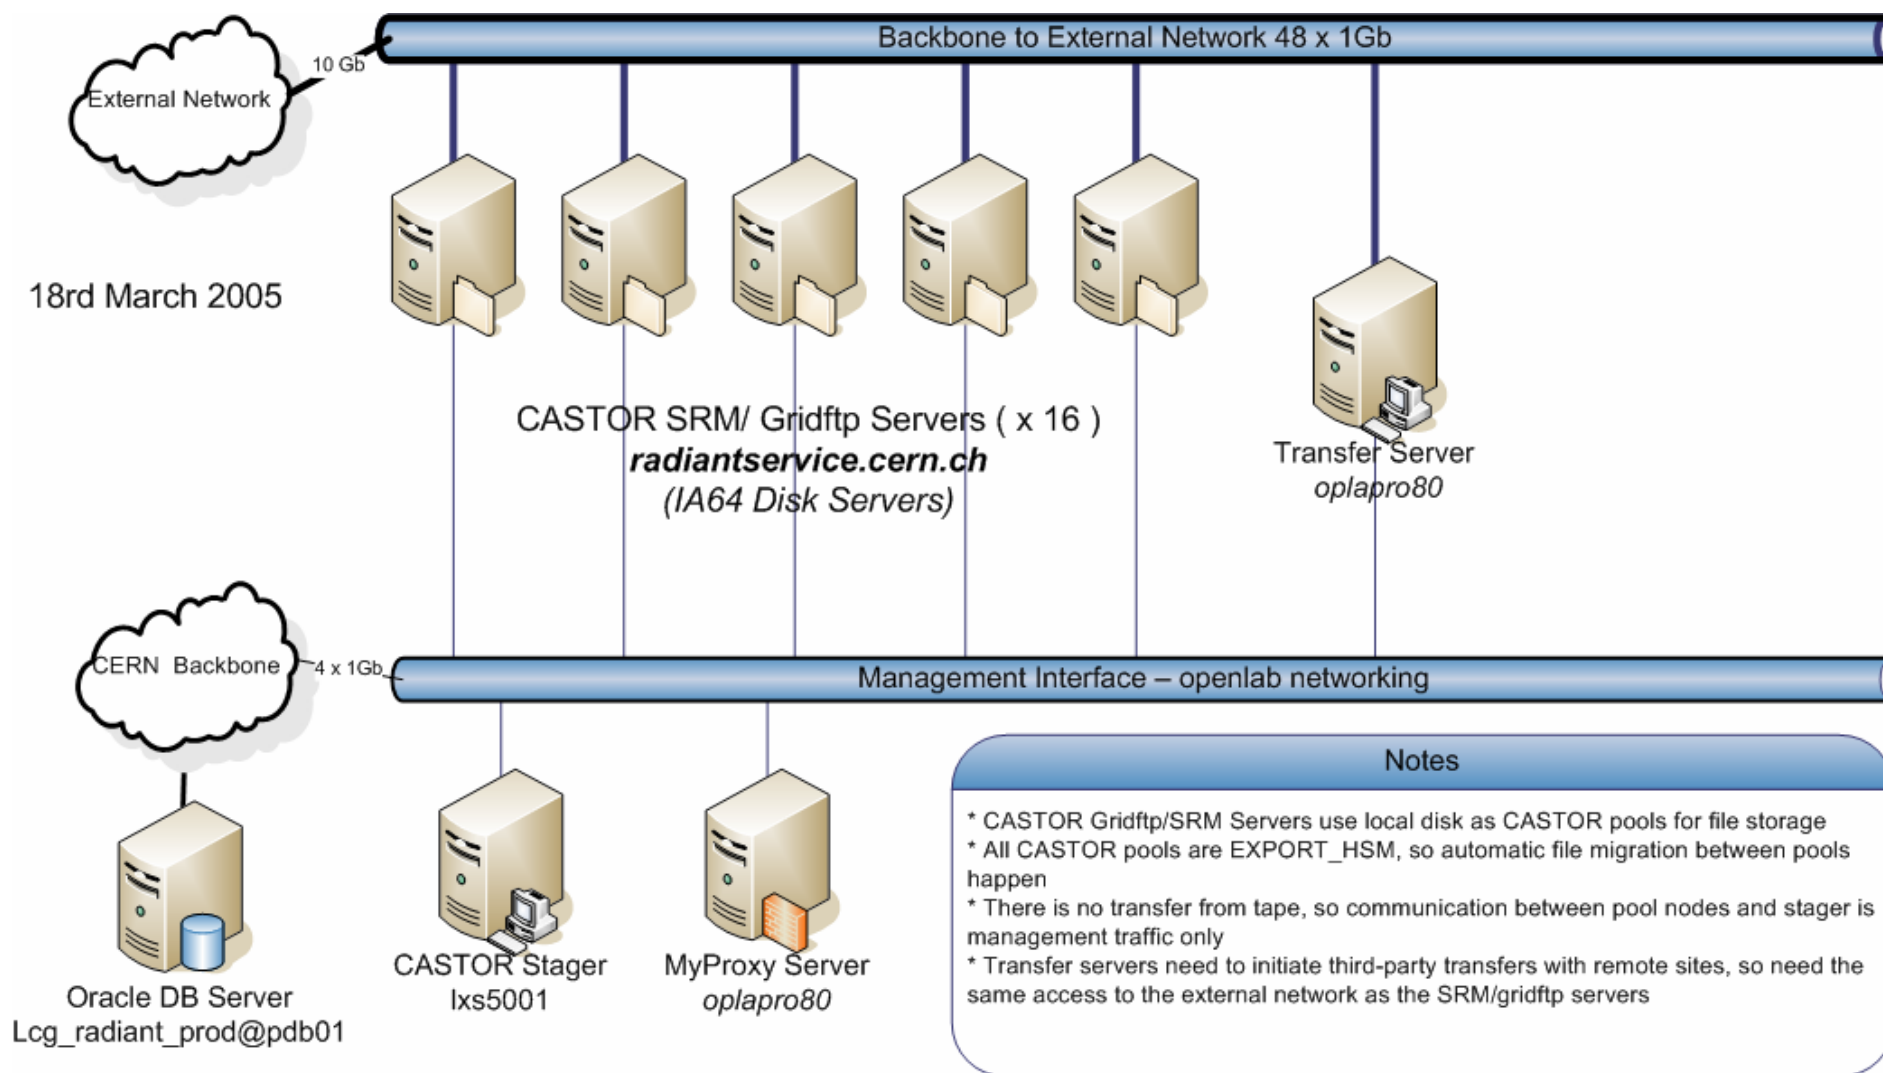 Backbone to External Network 48 x 1Gb
10 Gb
External Network
18rd March 2005
CASTOR SRM/ Gridftp Servers ( x 16 )
radiantservice.cern.ch
(IA64 Disk Servers)
Transfer Server
oplapro80
CERN Backbone
4 x 1Gb
Management Interface – openlab networking
Oracle DB Server
Lcg_radiant_prod@pdb01
CASTOR Stager
lxs5001
MyProxy Server
oplapro80
Notes
* CASTOR Gridftp/SRM Servers use local disk as CASTOR pools for file storage
* All CASTOR pools are EXPORT_HSM, so automatic file migration between pools
happen
* There is no transfer from tape, so communication between pool nodes and stager is
management traffic only
* Transfer servers need to initiate third-party transfers with remote sites, so need the
same access to the external network as the SRM/gridftp servers